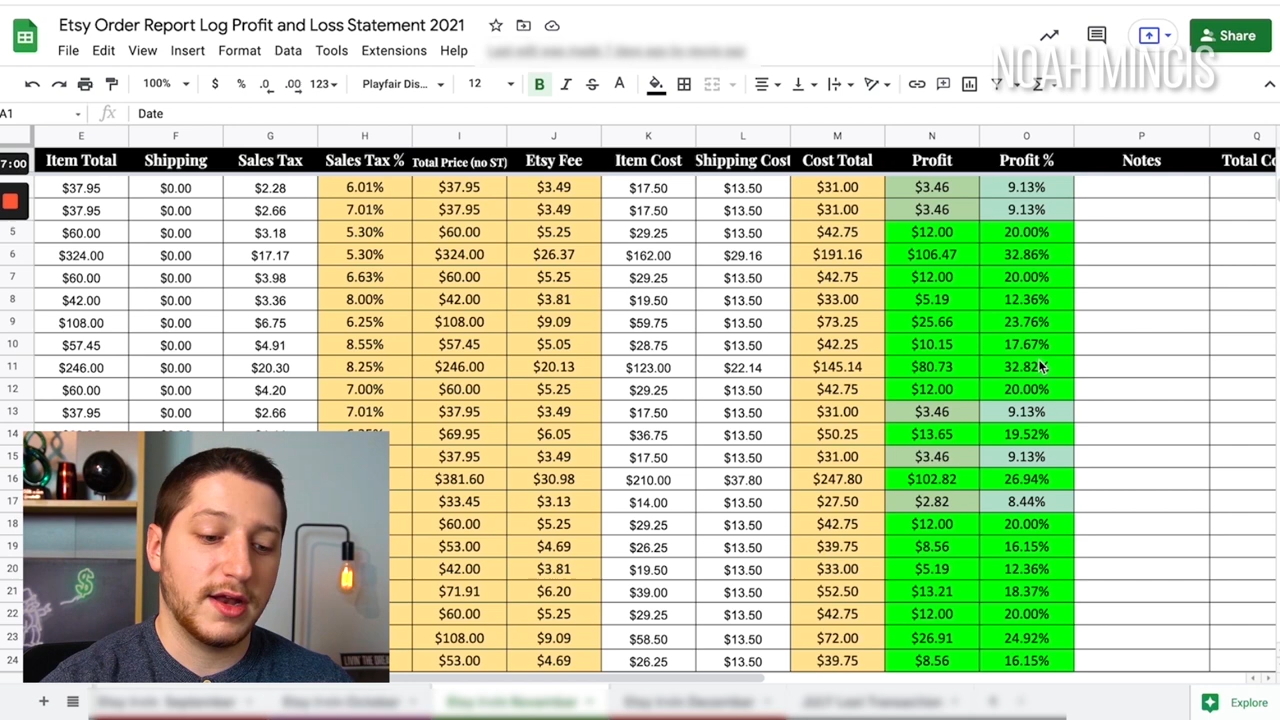 Etsy Order Report Log Profit and Loss Statement 2021
File Edit View Insert Format Data Tools Extensions Help
Share
NOAH MINCIS
100% $ % .0 .00 123 Playfair Dis... 12 B I S A
A1 fx Date
E F G H I J K L M N O P Q
7:00 Item Total Shipping Sales Tax Sales Tax % Total Price (no ST) Etsy Fee Item Cost Shipping Cost Cost Total Profit Profit % Notes Total Co
$37.95 $0.00 $2.28 6.01% $37.95 $3.49 $17.50 $13.50 $31.00 $3.46 9.13%
$37.95 $0.00 $2.66 7.01% $37.95 $3.49 $17.50 $13.50 $31.00 $3.46 9.13%
5 $60.00 $0.00 $3.18 5.30% $60.00 $5.25 $29.25 $13.50 $42.75 $12.00 20.00%
6 $324.00 $0.00 $17.17 5.30% $324.00 $26.37 $162.00 $29.16 $191.16 $106.47 32.86%
7 $60.00 $0.00 $3.98 6.63% $60.00 $5.25 $29.25 $13.50 $42.75 $12.00 20.00%
8 $42.00 $0.00 $3.36 8.00% $42.00 $3.81 $19.50 $13.50 $33.00 $5.19 12.36%
9 $108.00 $0.00 $6.75 6.25% $108.00 $9.09 $59.75 $13.50 $73.25 $25.66 23.76%
10 $57.45 $0.00 $4.91 8.55% $57.45 $5.05 $28.75 $13.50 $42.25 $10.15 17.67%
11 $246.00 $0.00 $20.30 8.25% $246.00 $20.13 $123.00 $22.14 $145.14 $80.73 32.82%
12 $60.00 $0.00 $4.20 7.00% $60.00 $5.25 $29.25 $13.50 $42.75 $12.00 20.00%
13 $37.95 $0.00 $2.66 7.01% $37.95 $3.49 $17.50 $13.50 $31.00 $3.46 9.13%
14 $69.95 $6.05 $36.75 $13.50 $50.25 $13.65 19.52%
15 $37.95 $3.49 $17.50 $13.50 $31.00 $3.46 9.13%
16 $381.60 $30.98 $210.00 $37.80 $247.80 $102.82 26.94%
17 $33.45 $3.13 $14.00 $13.50 $27.50 $2.82 8.44%
18 $60.00 $5.25 $29.25 $13.50 $42.75 $12.00 20.00%
19 $53.00 $4.69 $26.25 $13.50 $39.75 $8.56 16.15%
20 $42.00 $3.81 $19.50 $13.50 $33.00 $5.19 12.36%
21 $71.91 $6.20 $39.00 $13.50 $52.50 $13.21 18.37%
22 $60.00 $5.25 $29.25 $13.50 $42.75 $12.00 20.00%
23 $108.00 $9.09 $58.50 $13.50 $72.00 $26.91 24.92%
24 $53.00 $4.69 $26.25 $13.50 $39.75 $8.56 16.15%
LIVIN' THE DREAM
Explore